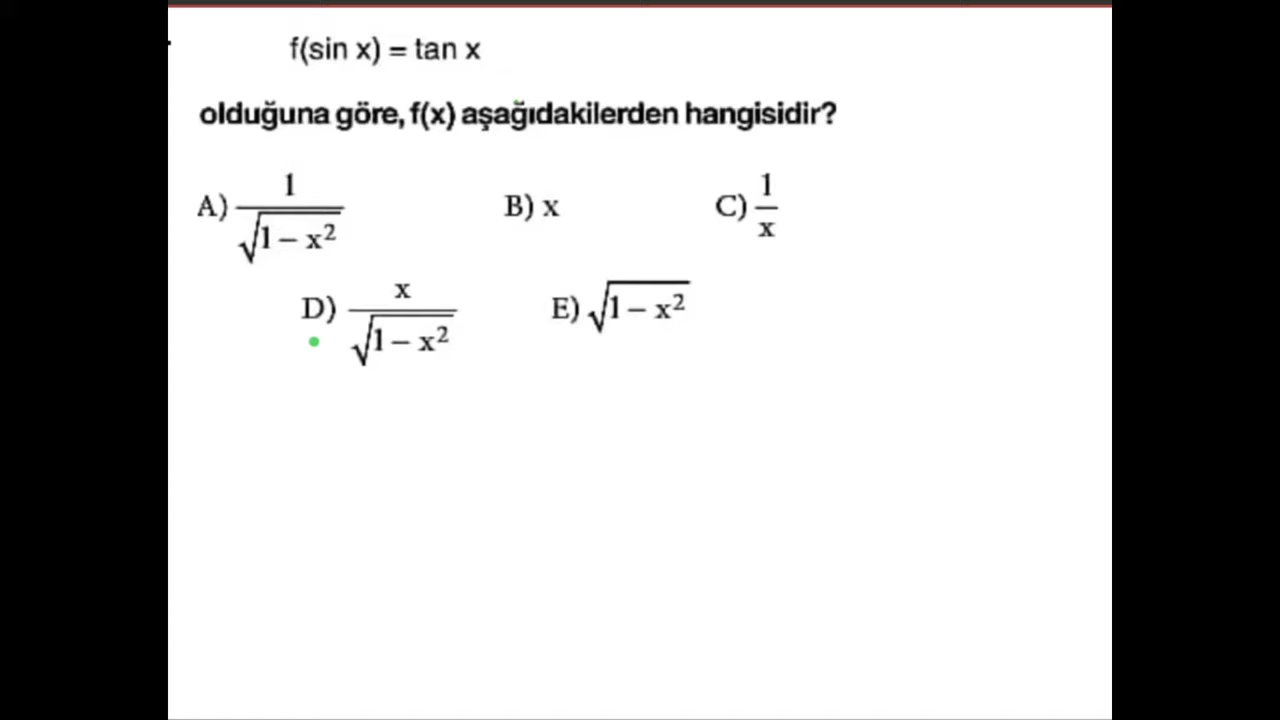 f(sin x) = tan x
olduğuna göre, f(x) aşağıdakilerden hangisidir?
A) 1/√(1 − x²) B) x C) 1/x
D) x/√(1 − x²) E) √(1 − x²)